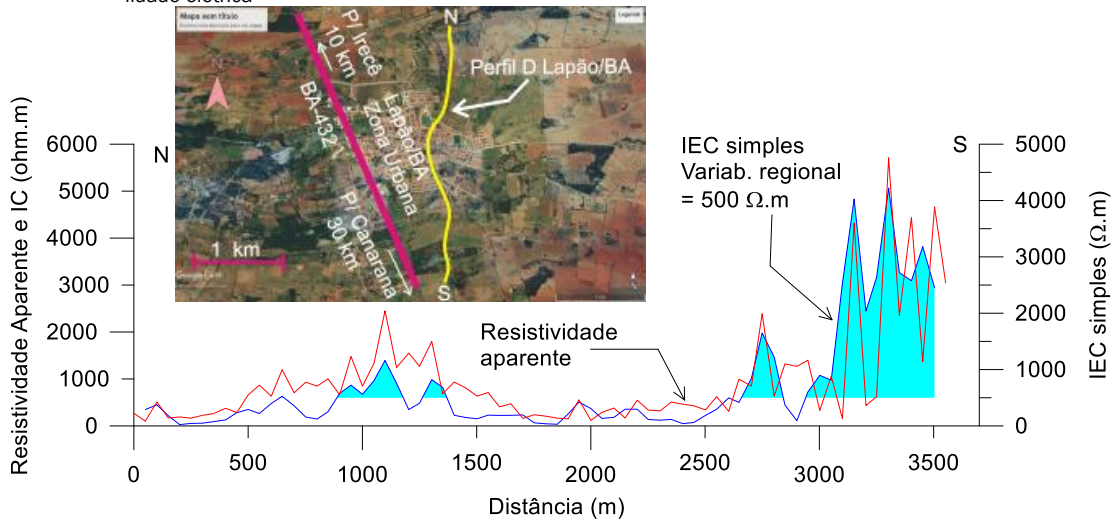 lidade elétrica
Mapa sem título
N
N
P/ Irecê
10 km
BA-432
Perfil D Lapão/BA
Lapão/BA
Zona Urbana
P/ Canarana
30 km
1 km
Google Earth
S
Resistividade Aparente e IC (ohm.m)
6000
5000
4000
3000
2000
1000
0
N
IEC simples
Variab. regional
= 500 Ω.m
Resistividade
aparente
S
5000
4000
3000
2000
1000
0
IEC simples (Ω.m)
0
500
1000
1500
2000
2500
3000
3500
Distância (m)